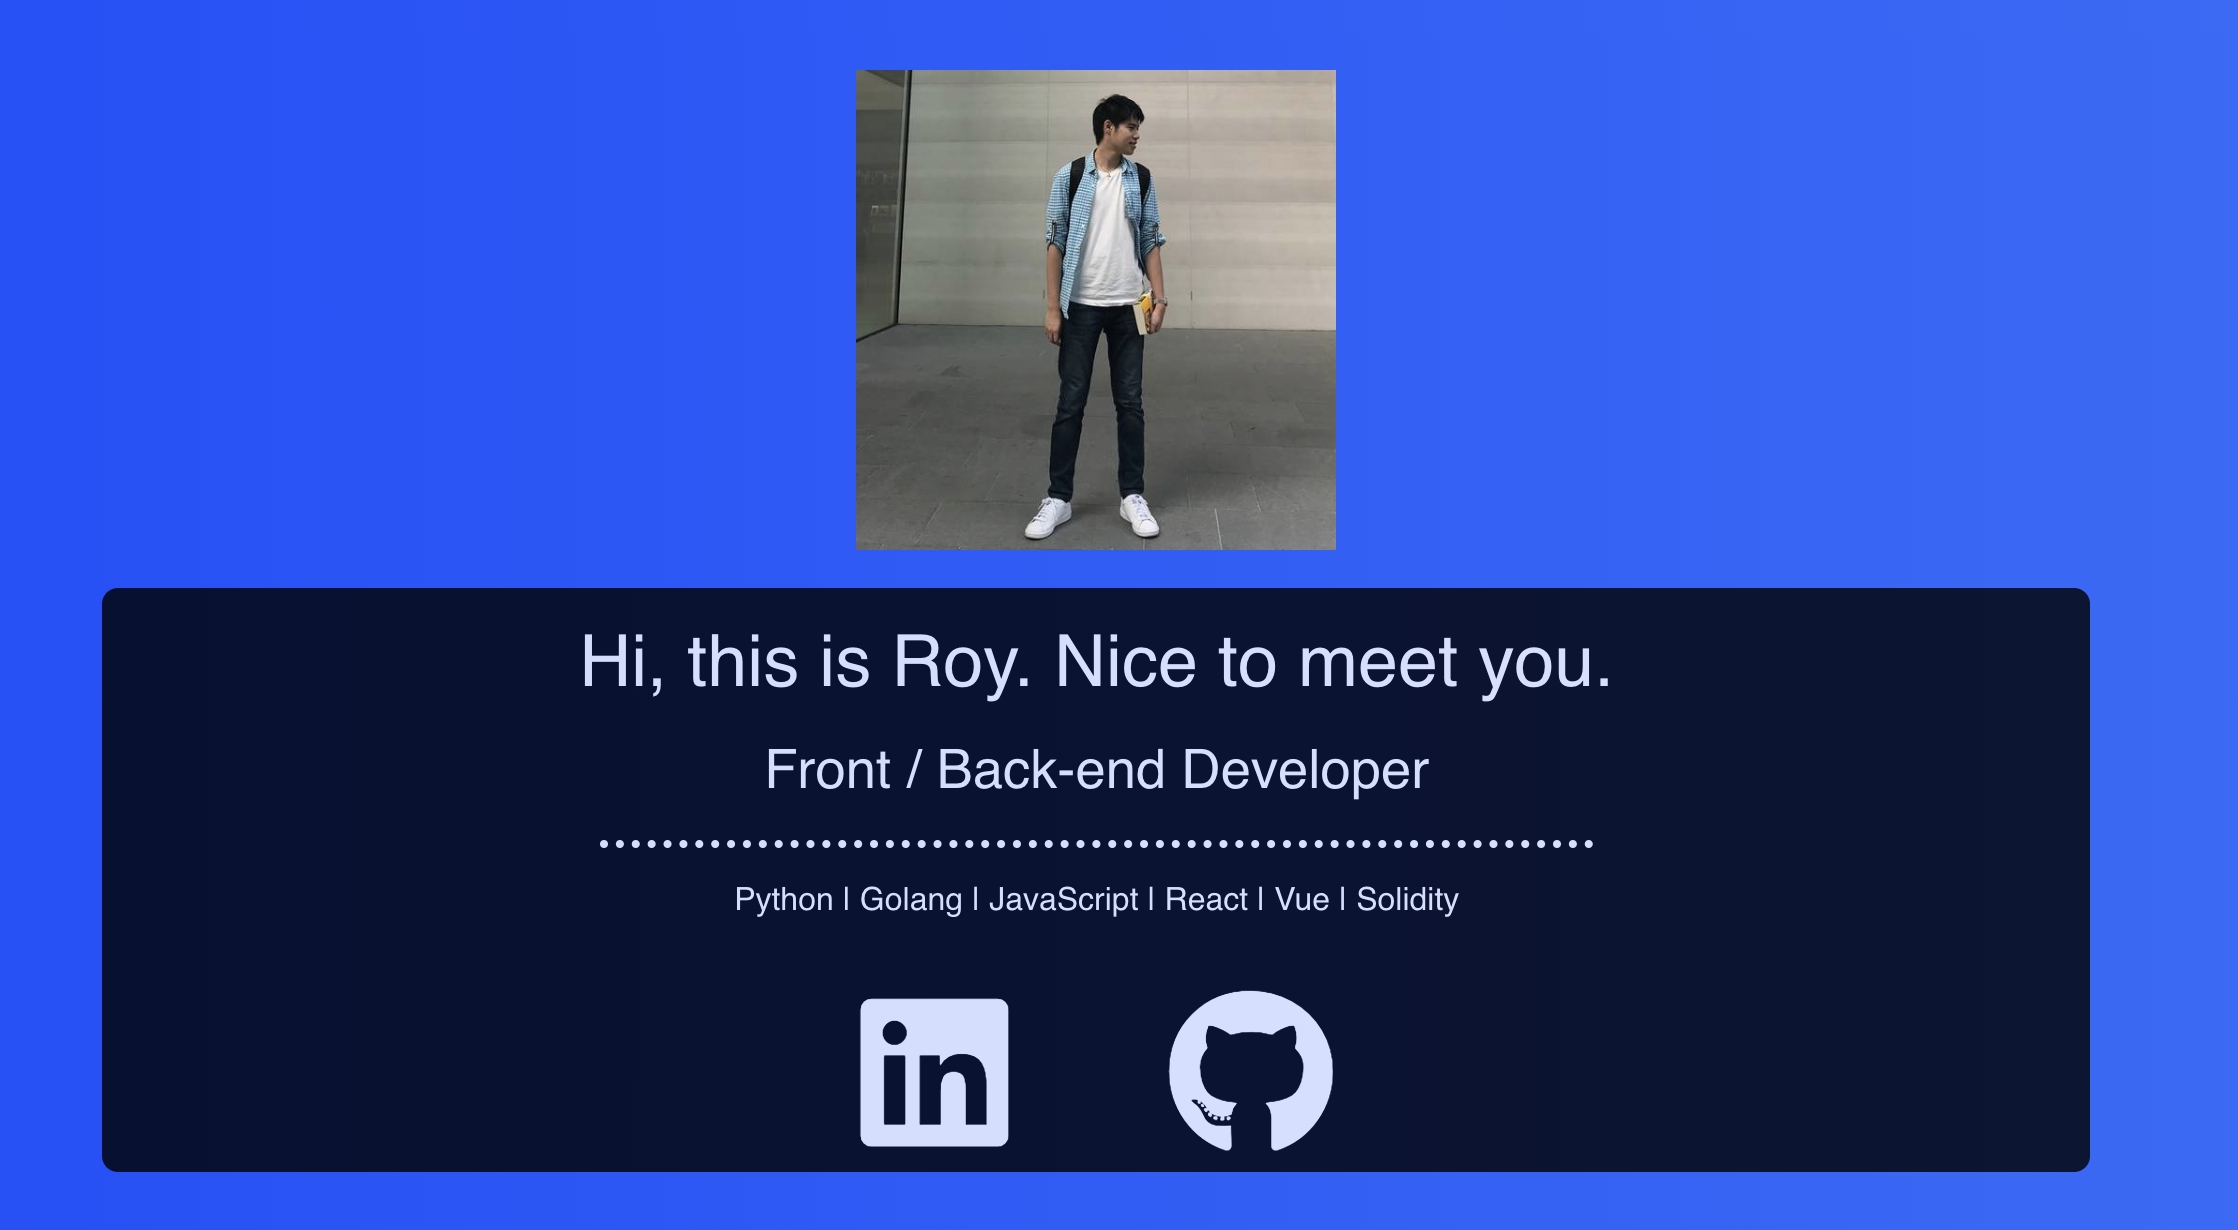 Hi, this is Roy. Nice to meet you.
Front / Back-end Developer
Python | Golang | JavaScript | React | Vue | Solidity
in